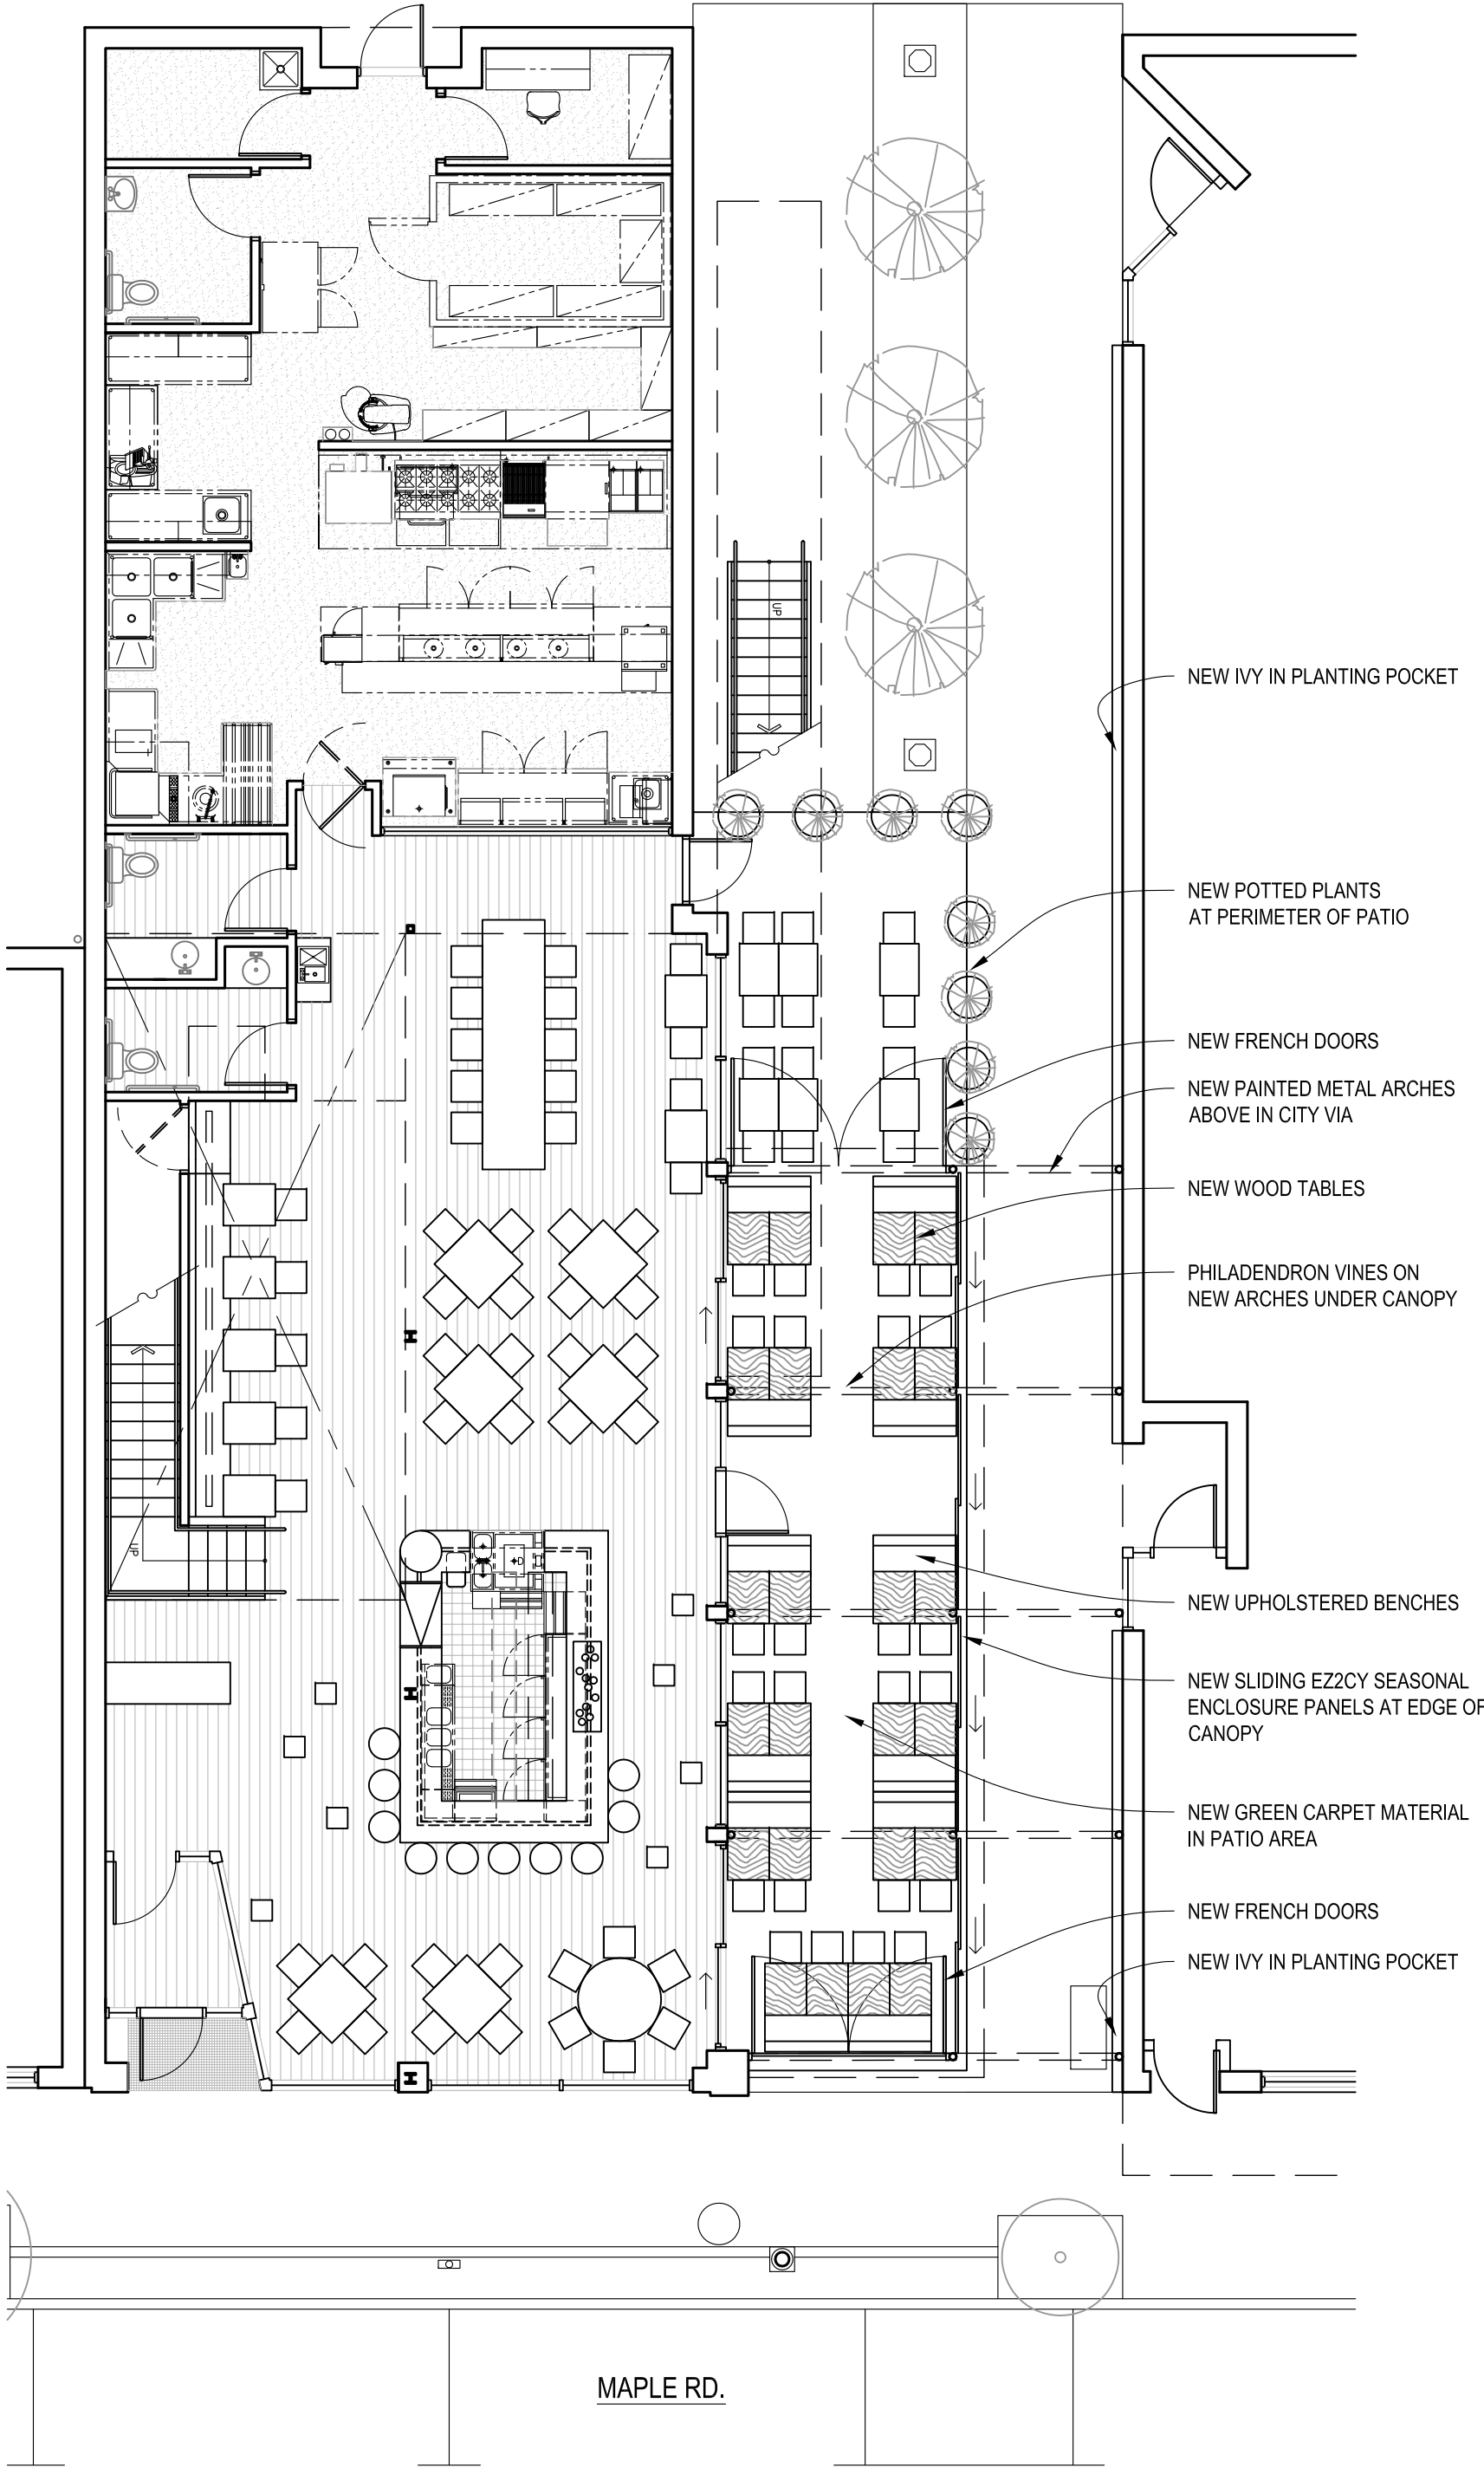 UP
NEW IVY IN PLANTING POCKET
NEW POTTED PLANTS
AT PERIMETER OF PATIO
NEW FRENCH DOORS
NEW PAINTED METAL ARCHES
ABOVE IN CITY VIA
NEW WOOD TABLES
PHILADENDRON VINES ON
NEW ARCHES UNDER CANOPY
UP
D
NEW UPHOLSTERED BENCHES
NEW SLIDING EZ2CY SEASONAL
ENCLOSURE PANELS AT EDGE OF
CANOPY
NEW GREEN CARPET MATERIAL
IN PATIO AREA
NEW FRENCH DOORS
NEW IVY IN PLANTING POCKET
MAPLE RD.